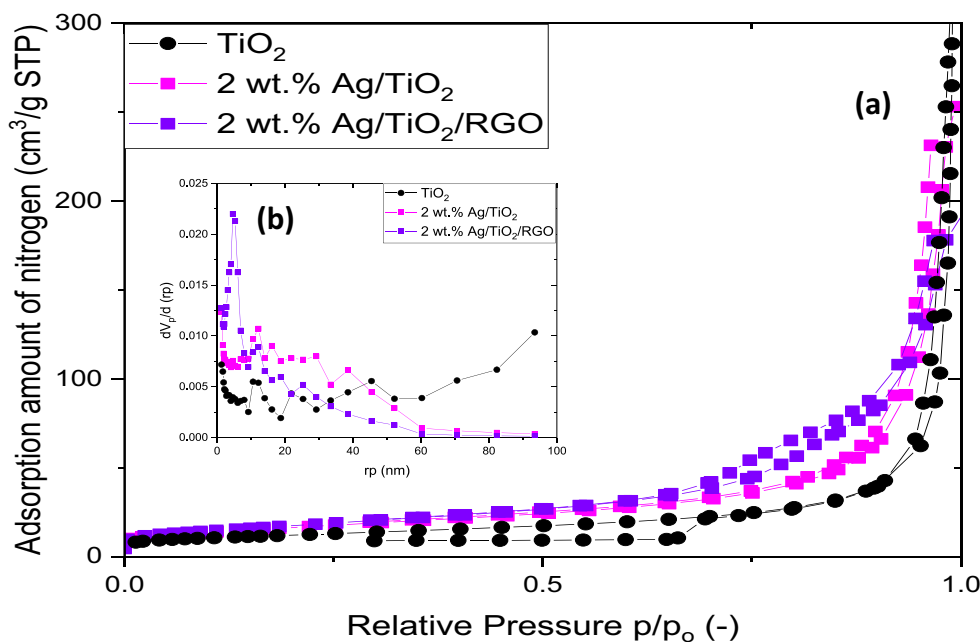 300
200
100
0
Adsorption amount of nitrogen (cm³/g STP)
TiO₂
2 wt.% Ag/TiO₂
2 wt.% Ag/TiO₂/RGO
(a)
0.025
0.020
0.015
0.010
0.005
0.000
dVₚ/d (rp)
(b)
TiO₂
2 wt.% Ag/TiO₂
2 wt.% Ag/TiO₂/RGO
0 20 40 60 80 100
rp (nm)
0.0 0.5 1.0
Relative Pressure p/pₒ (-)